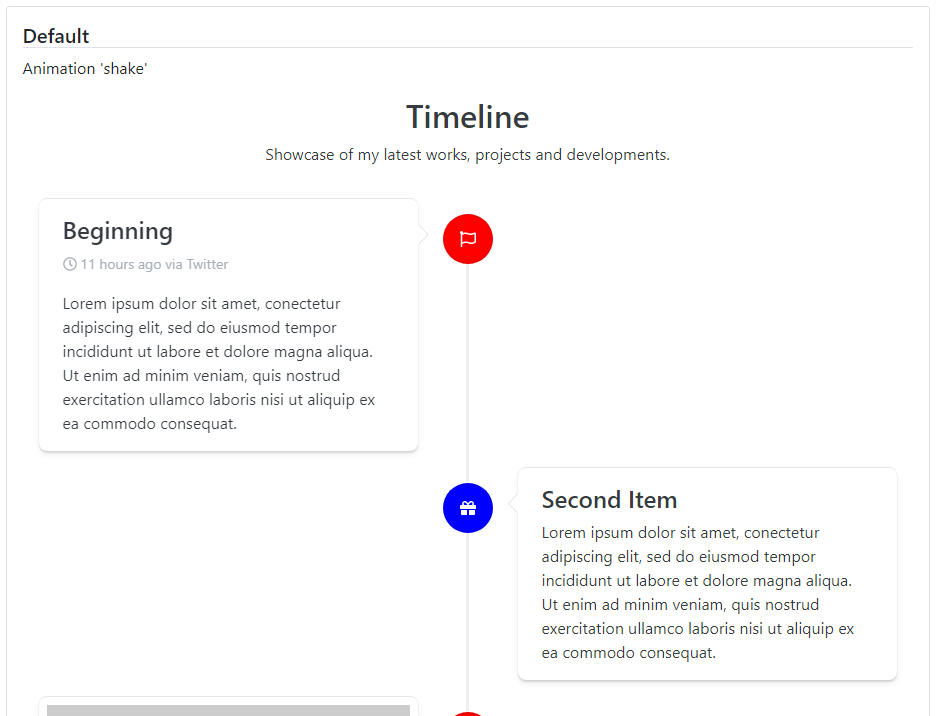 Default
Animation 'shake'
Timeline
Showcase of my latest works, projects and developments.
Beginning
11 hours ago via Twitter
Lorem ipsum dolor sit amet, conectetur
adipiscing elit, sed do eiusmod tempor
incididunt ut labore et dolore magna aliqua.
Ut enim ad minim veniam, quis nostrud
exercitation ullamco laboris nisi ut aliquip ex
ea commodo consequat.
Second Item
Lorem ipsum dolor sit amet, conectetur
adipiscing elit, sed do eiusmod tempor
incididunt ut labore et dolore magna aliqua.
Ut enim ad minim veniam, quis nostrud
exercitation ullamco laboris nisi ut aliquip ex
ea commodo consequat.